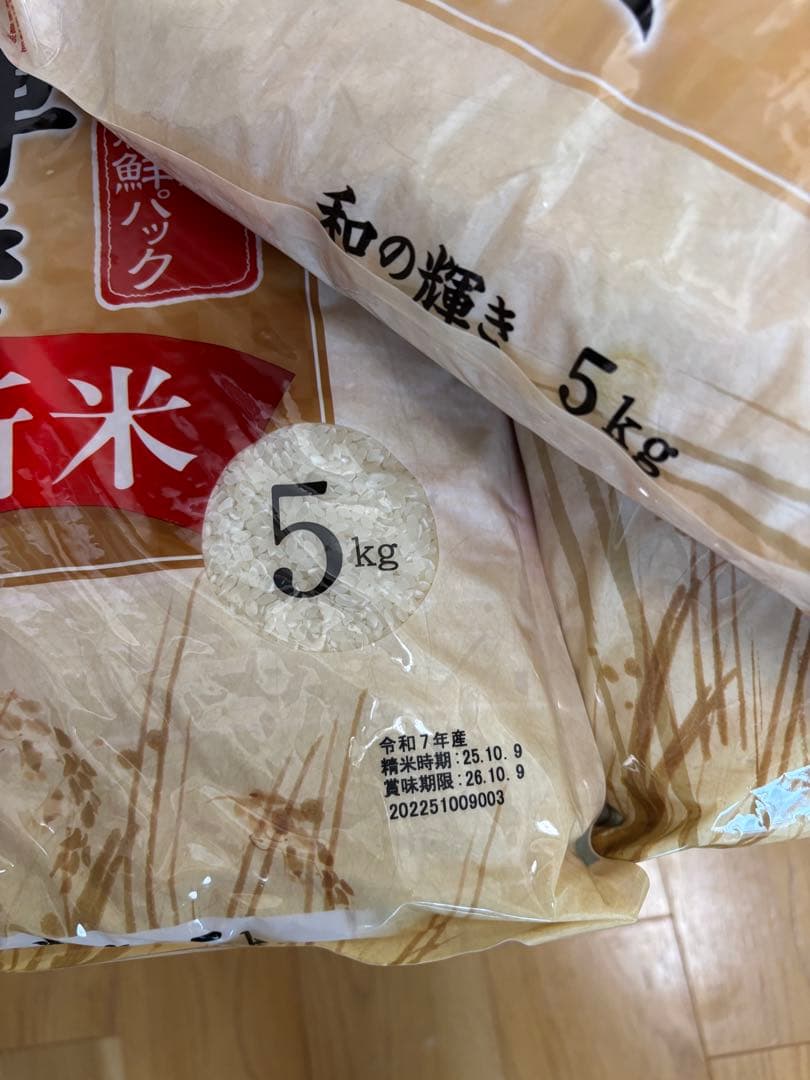 鮮パック
新米
5kg
和の輝き 5kg
令和7年産
精米時期:25.10.9
賞味期限:26.10.9
202251009003